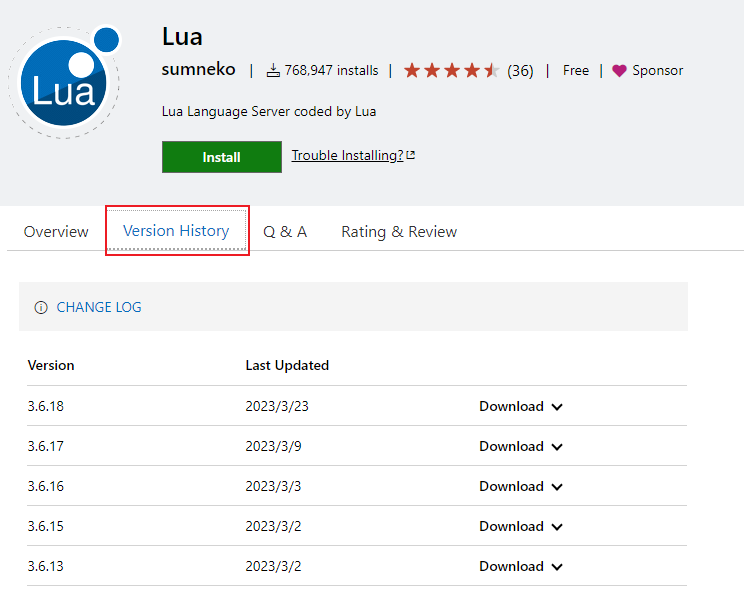 Lua
Lua
sumneko | 768,947 installs | (36) | Free | Sponsor
Lua Language Server coded by Lua
Install Trouble Installing?
Overview Version History Q & A Rating & Review
CHANGE LOG
Version Last Updated
3.6.18 2023/3/23 Download
3.6.17 2023/3/9 Download
3.6.16 2023/3/3 Download
3.6.15 2023/3/2 Download
3.6.13 2023/3/2 Download